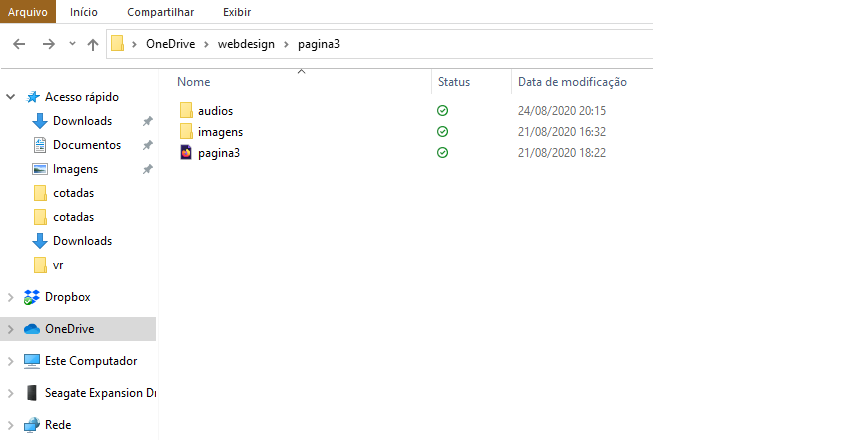 Arquivo Início Compartilhar Exibir
OneDrive webdesign pagina3
Nome Status Data de modificação
Acesso rápido
Downloads
Documentos
Imagens
cotadas
cotadas
Downloads
vr
Dropbox
OneDrive
Este Computador
Seagate Expansion Dr
Rede
audios 24/08/2020 20:15
imagens 21/08/2020 16:32
pagina3 21/08/2020 18:22